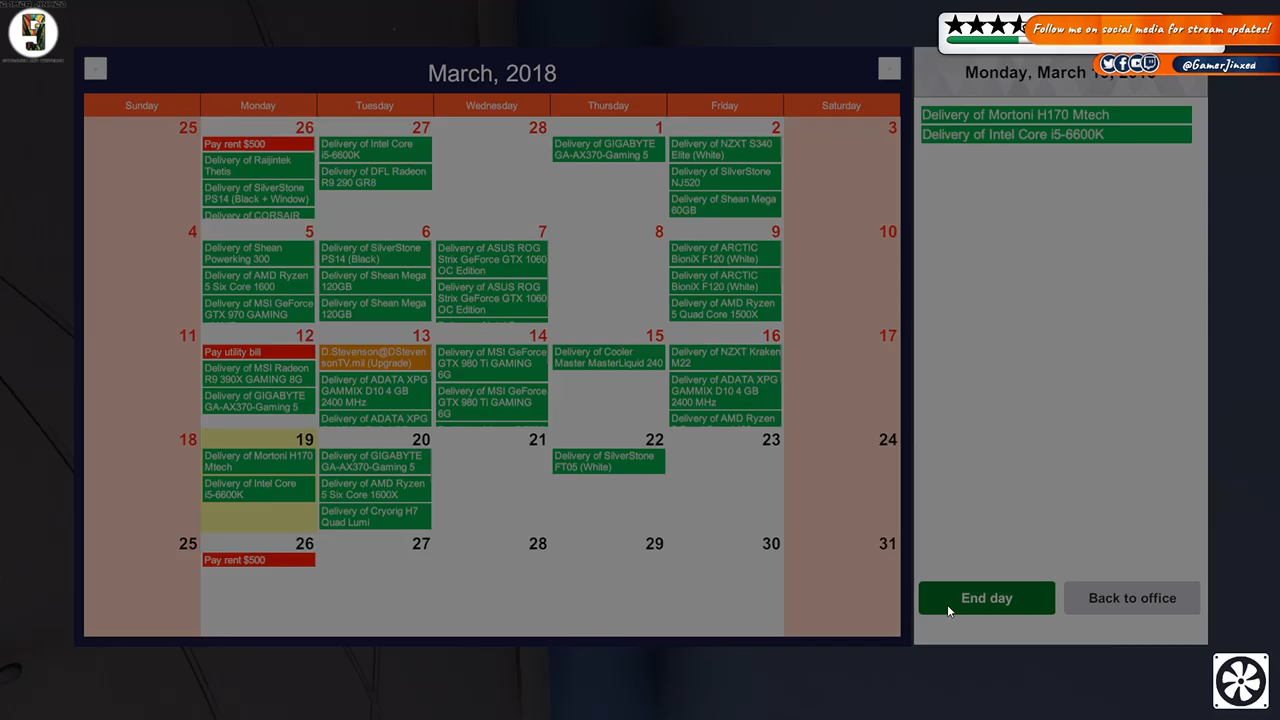 Follow me on social media for stream updates!
@GamerJinxed
March, 2018
Monday, March
Sunday
Monday
Tuesday
Wednesday
Thursday
Friday
Saturday
25
26
Pay rent $500
Delivery of Raijintek
Thetis
Delivery of SilverStone
PS14 (Black + Window)
Delivery of CORSAIR
27
Delivery of Intel Core
i5-6600K
Delivery of DFL Radeon
R9 290 GR8
28
1
Delivery of GIGABYTE
GA-AX370-Gaming 5
2
Delivery of NZXT S340
Elite (White)
Delivery of SilverStone
NJ520
Delivery of Shean Mega
60GB
3
4
5
Delivery of Shean
Powerking 300
Delivery of AMD Ryzen
5 Six Core 1600
Delivery of MSI GeForce
GTX 970 GAMING
6
Delivery of SilverStone
PS14 (Black)
Delivery of Shean Mega
120GB
Delivery of Shean Mega
120GB
7
Delivery of ASUS ROG
Strix GeForce GTX 1060
OC Edition
Delivery of ASUS ROG
Strix GeForce GTX 1060
OC Edition
8
9
Delivery of ARCTIC
BioniX F120 (White)
Delivery of ARCTIC
BioniX F120 (White)
Delivery of AMD Ryzen
5 Quad Core 1500X
10
11
12
Pay utility bill
Delivery of MSI Radeon
R9 390X GAMING 8G
Delivery of GIGABYTE
GA-AX370-Gaming 5
13
D.Stevenson@DSteven
sonTV.mil (Upgrade)
Delivery of ADATA XPG
GAMMIX D10 4 GB
2400 MHz
Delivery of ADATA XPG
14
Delivery of MSI GeForce
GTX 980 Ti GAMING
6G
Delivery of MSI GeForce
GTX 980 Ti GAMING
6G
15
Delivery of Cooler
Master MasterLiquid 240
16
Delivery of NZXT Kraken
M22
Delivery of ADATA XPG
GAMMIX D10 4 GB
2400 MHz
Delivery of AMD Ryzen
17
18
19
Delivery of Mortoni H170
Mtech
Delivery of Intel Core
i5-6600K
20
Delivery of GIGABYTE
GA-AX370-Gaming 5
Delivery of AMD Ryzen
5 Six Core 1600X
Delivery of Cryorig H7
Quad Lumi
21
22
Delivery of SilverStone
FT05 (White)
23
24
25
26
Pay rent $500
27
28
29
30
31
Delivery of Mortoni H170 Mtech
Delivery of Intel Core i5-6600K
End day
Back to office